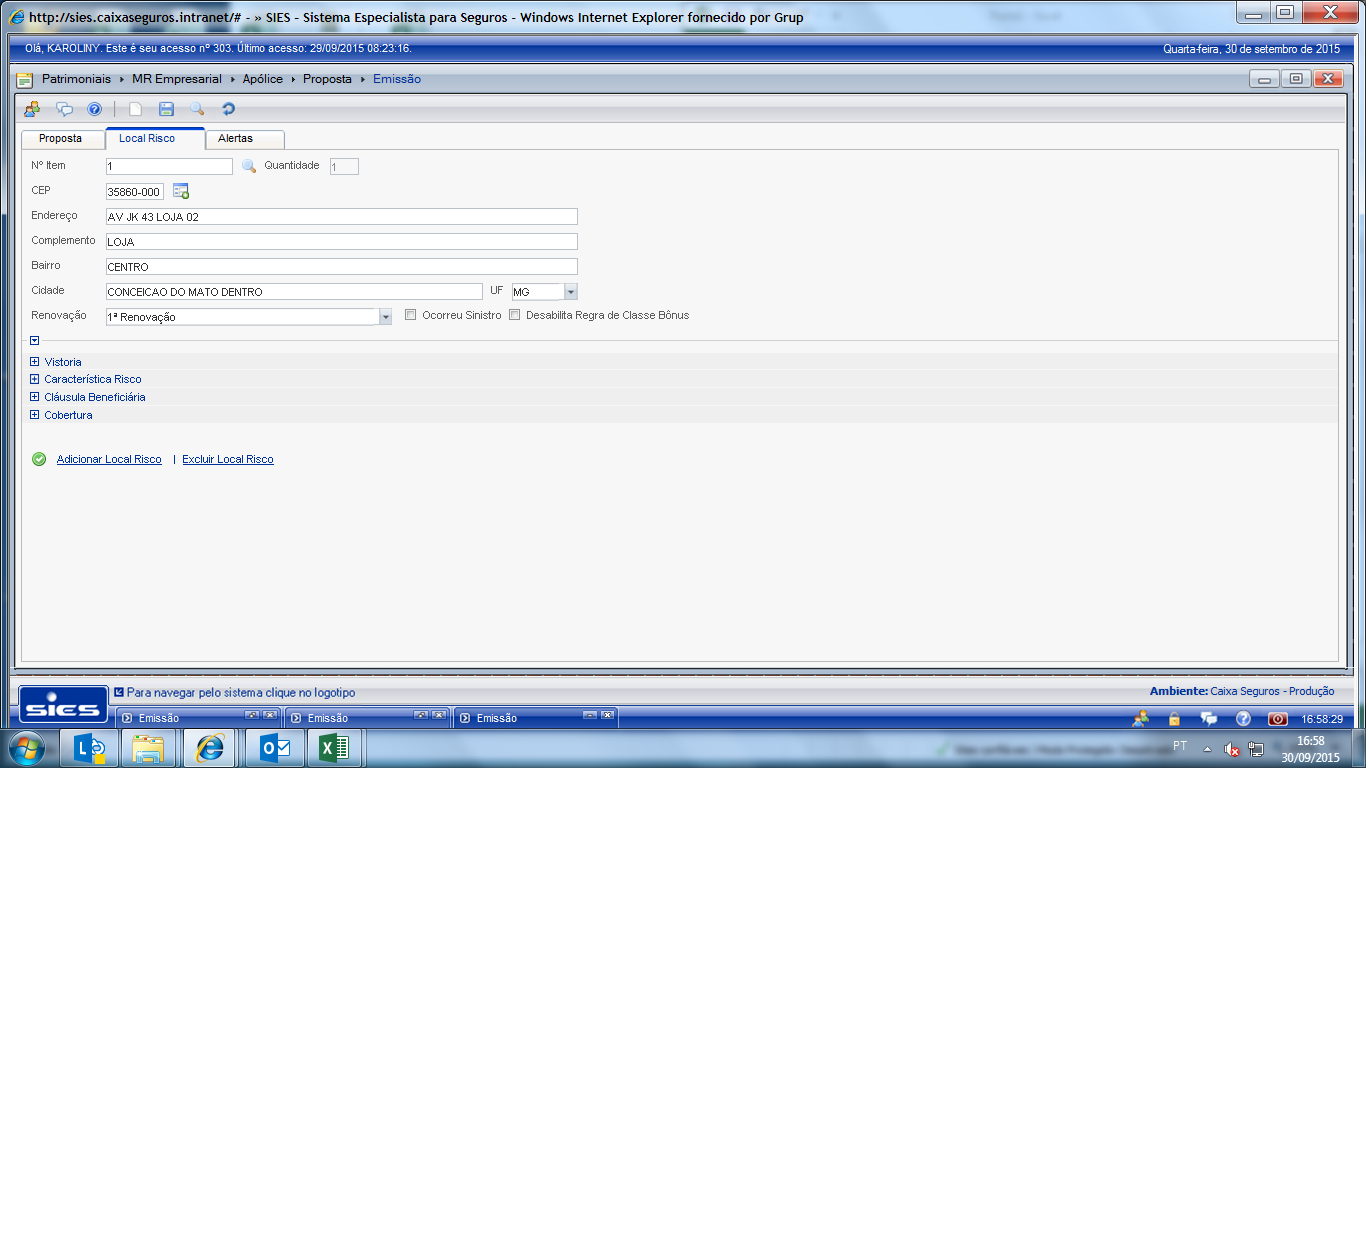 http://sies.caixaseguros.intranet/# - » SIES - Sistema Especialista para Seguros - Windows Internet Explorer fornecido por Grup
Olá, KAROLINY. Este é seu acesso nº 303. Último acesso: 29/09/2015 08:23:16.
Quarta-feira, 30 de setembro de 2015
Patrimoniais MR Empresarial Apólice Proposta Emissão
Proposta Local Risco Alertas
Nº Item 1 Quantidade 1
CEP 35860-000
Endereço AV JK 43 LOJA 02
Complemento LOJA
Bairro CENTRO
Cidade CONCEICAO DO MATO DENTRO UF MG
Renovação 1ª Renovação Ocorreu Sinistro Desabilita Regra de Classe Bônus
Vistoria
Característica Risco
Cláusula Beneficiária
Cobertura
Adicionar Local Risco | Excluir Local Risco
Para navegar pelo sistema clique no logotipo
Ambiente: Caixa Seguros - Produção
sies
Emissão Emissão Emissão 16:58:29
PT 16:58
30/09/2015